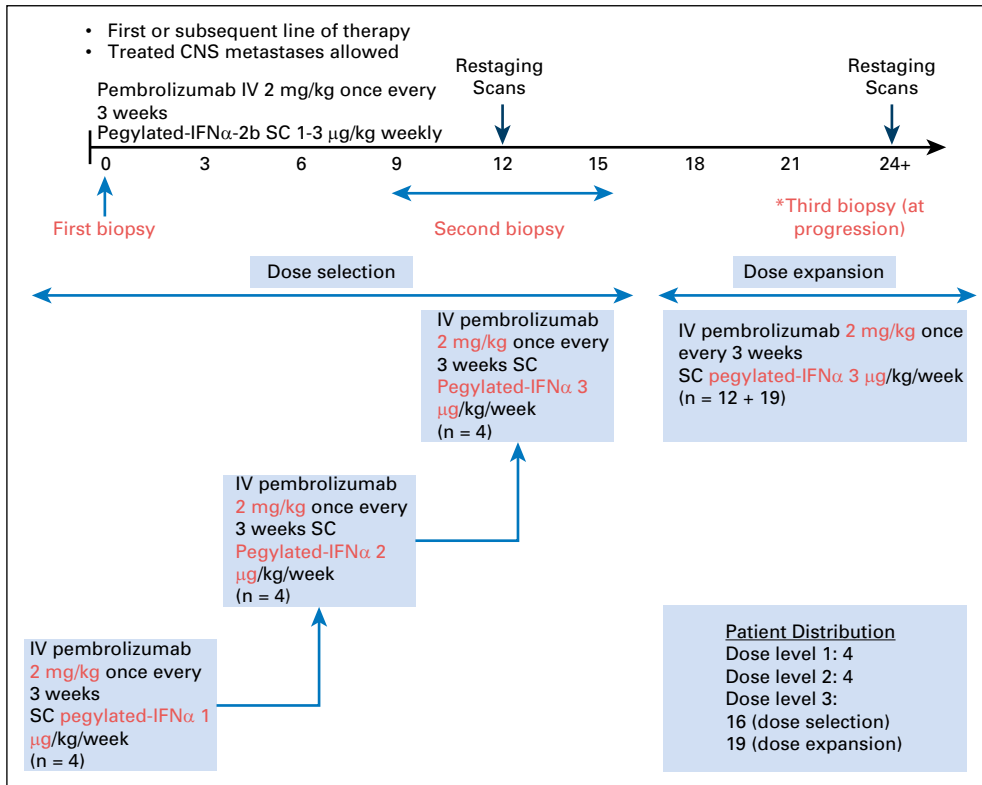 • First or subsequent line of therapy
• Treated CNS metastases allowed
Pembrolizumab IV 2 mg/kg once every
3 weeks
Pegylated-IFNα-2b SC 1-3 μg/kg weekly
Restaging
Scans
Restaging
Scans
0 3 6 9 12 15 18 21 24+
First biopsy
Second biopsy
*Third biopsy (at
progression)
Dose selection
Dose expansion
IV pembrolizumab
2 mg/kg once every
3 weeks SC
Pegylated-IFNα 3
μg/kg/week
(n = 4)
IV pembrolizumab 2 mg/kg once
every 3 weeks
SC pegylated-IFNα 3 μg/kg/week
(n = 12 + 19)
IV pembrolizumab
2 mg/kg once every
3 weeks SC
Pegylated-IFNα 2
μg/kg/week
(n = 4)
IV pembrolizumab
2 mg/kg once every
3 weeks
SC pegylated-IFNα 1
μg/kg/week
(n = 4)
Patient Distribution
Dose level 1: 4
Dose level 2: 4
Dose level 3:
16 (dose selection)
19 (dose expansion)